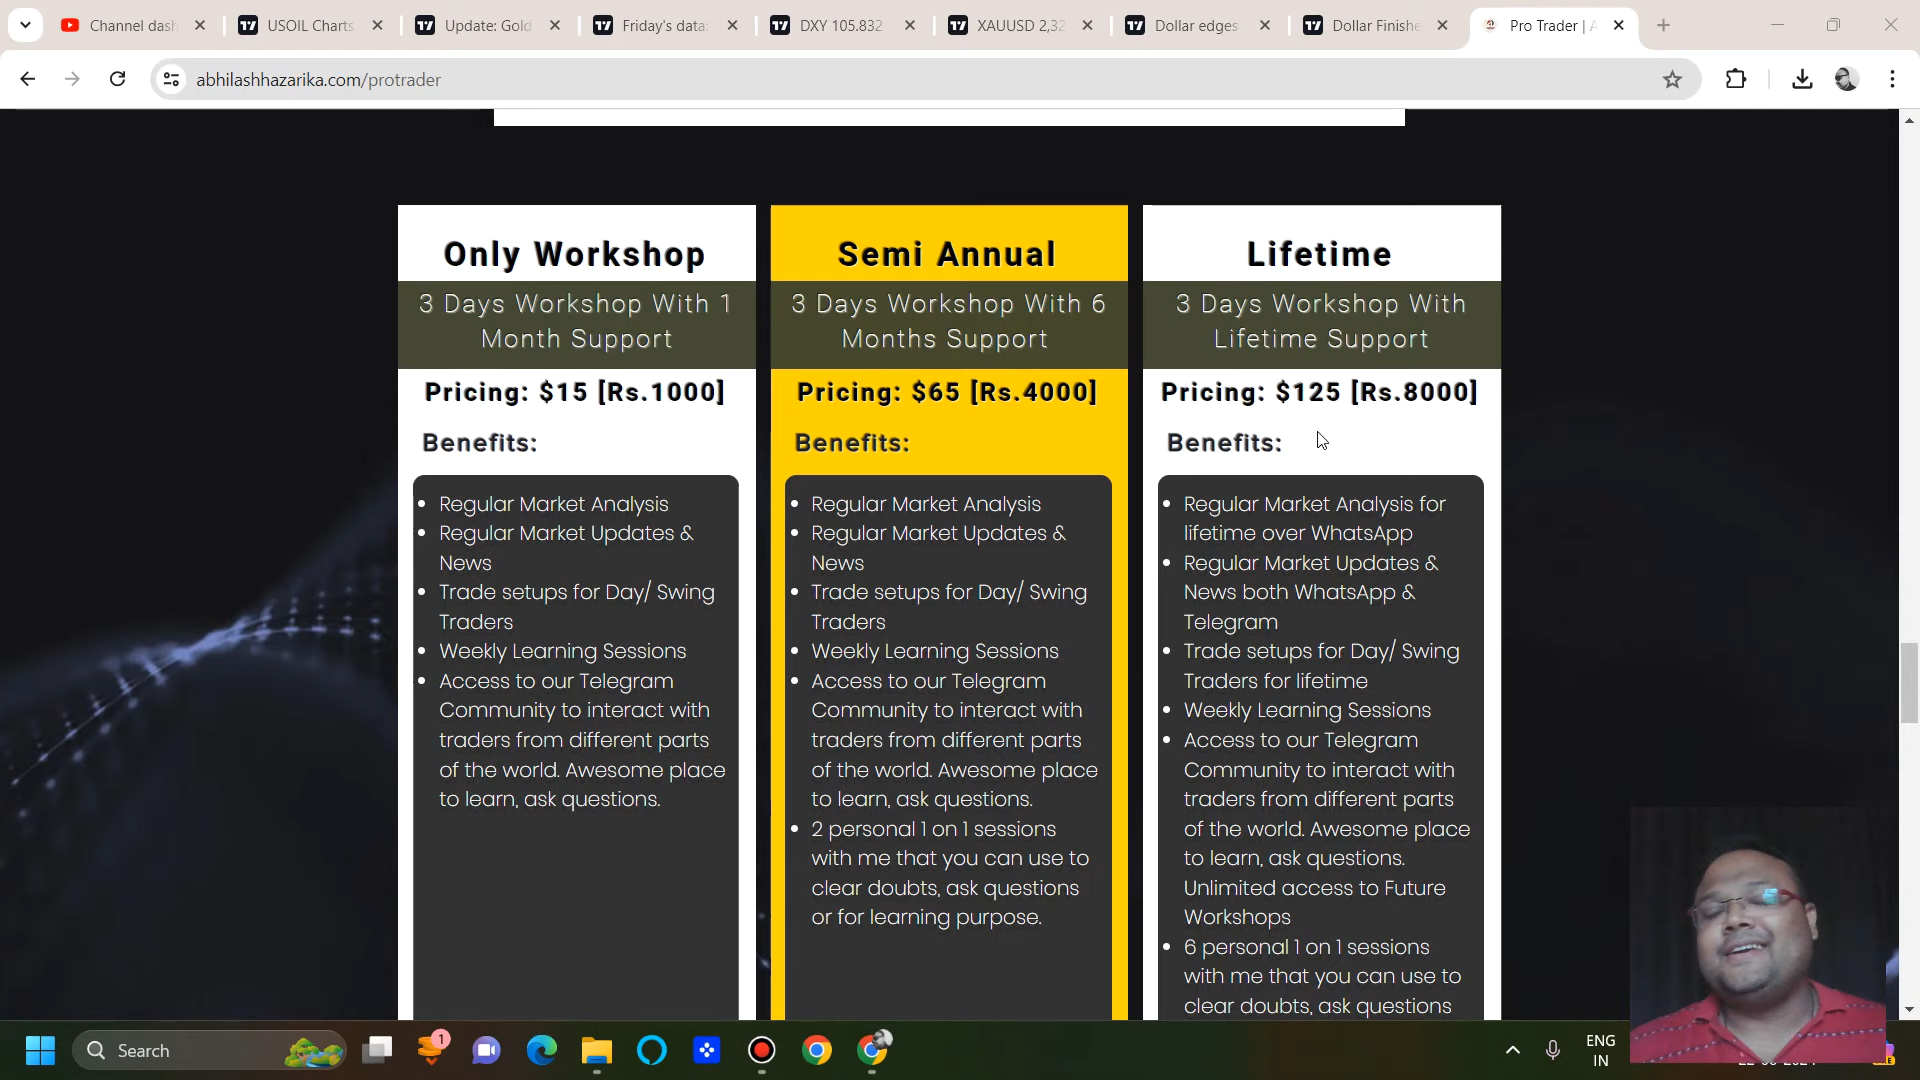 Channel dash
USOIL Charts
Update: Gold
Friday's data:
DXY 105.832
XAUUSD 2,32
Dollar edges
Dollar Finishe
Pro Trader | A
abhilashhazarika.com/protrader
Only Workshop
3 Days Workshop With 1
Month Support
Pricing: $15 [Rs.1000]
Benefits:
• Regular Market Analysis
• Regular Market Updates &
News
• Trade setups for Day/ Swing
Traders
• Weekly Learning Sessions
• Access to our Telegram
Community to interact with
traders from different parts
of the world. Awesome place
to learn, ask questions.
Semi Annual
3 Days Workshop With 6
Months Support
Pricing: $65 [Rs.4000]
Benefits:
• Regular Market Analysis
• Regular Market Updates &
News
• Trade setups for Day/ Swing
Traders
• Weekly Learning Sessions
• Access to our Telegram
Community to interact with
traders from different parts
of the world. Awesome place
to learn, ask questions.
• 2 personal 1 on 1 sessions
with me that you can use to
clear doubts, ask questions
or for learning purpose.
Lifetime
3 Days Workshop With
Lifetime Support
Pricing: $125 [Rs.8000]
Benefits:
• Regular Market Analysis for
lifetime over WhatsApp
• Regular Market Updates &
News both WhatsApp &
Telegram
• Trade setups for Day/ Swing
Traders for lifetime
• Weekly Learning Sessions
• Access to our Telegram
Community to interact with
traders from different parts
of the world. Awesome place
to learn, ask questions.
Unlimited access to Future
Workshops
• 6 personal 1 on 1 sessions
with me that you can use to
clear doubts, ask questions
Search
1
ENG
IN